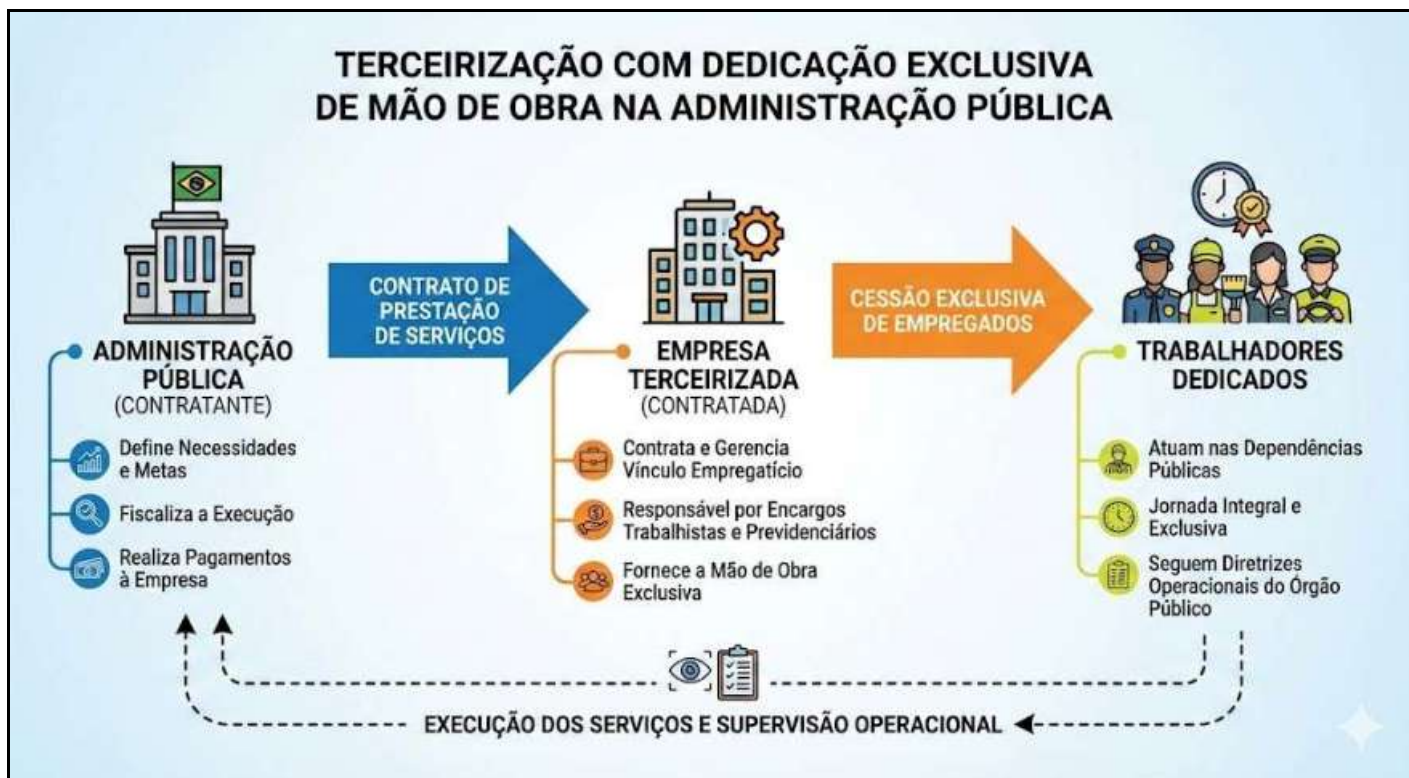 TERCEIRIZAÇÃO COM DEDICAÇÃO EXCLUSIVA
DE MÃO DE OBRA NA ADMINISTRAÇÃO PÚBLICA
CONTRATO DE
PRESTAÇÃO
DE SERVIÇOS
CESSÃO EXCLUSIVA
DE EMPREGADOS
ADMINISTRAÇÃO
PÚBLICA
(CONTRATANTE)
Define Necessidades
e Metas
Fiscaliza a Execução
Realiza Pagamentos
à Empresa
EMPRESA
TERCEIRIZADA
(CONTRATADA)
Contrata e Gerencia
Vínculo Empregatício
Responsável por Encargos
Trabalhistas e Previdenciários
Fornece a Mão de Obra
Exclusiva
TRABALHADORES
DEDICADOS
Atuam nas Dependências
Públicas
Jornada Integral e
Exclusiva
Seguem Diretrizes
Operacionais do Órgão
Público
EXECUÇÃO DOS SERVIÇOS E SUPERVISÃO OPERACIONAL